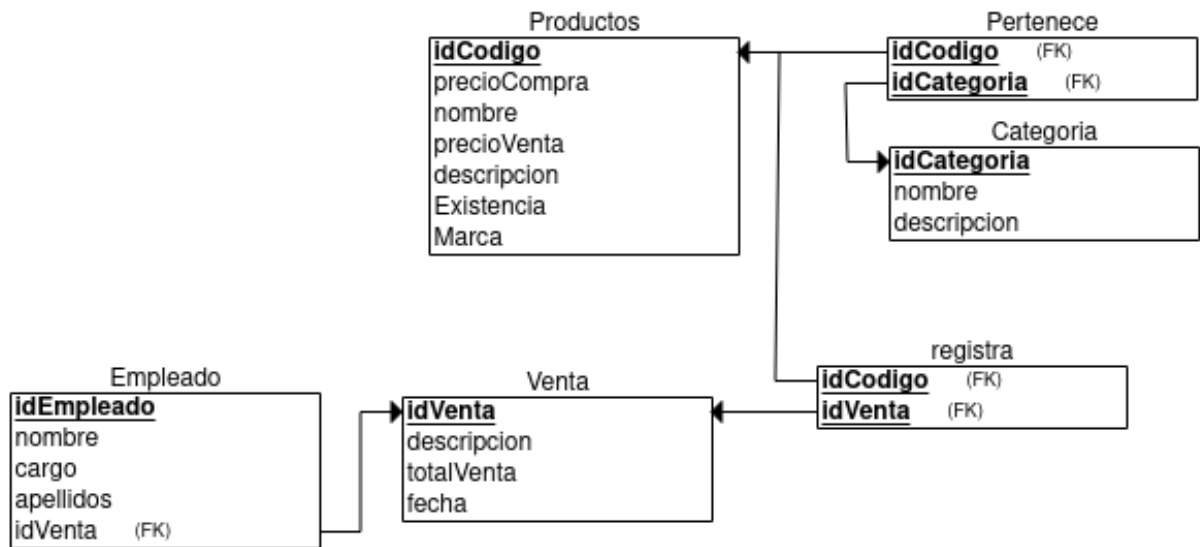 Productos
idCodigo
precioCompra
nombre
precioVenta
descripcion
Existencia
Marca
Pertenece
idCodigo (FK)
idCategoria (FK)
Categoria
idCategoria
nombre
descripcion
Empleado
idEmpleado
nombre
cargo
apellidos
idVenta (FK)
Venta
idVenta
descripcion
totalVenta
fecha
registra
idCodigo (FK)
idVenta (FK)